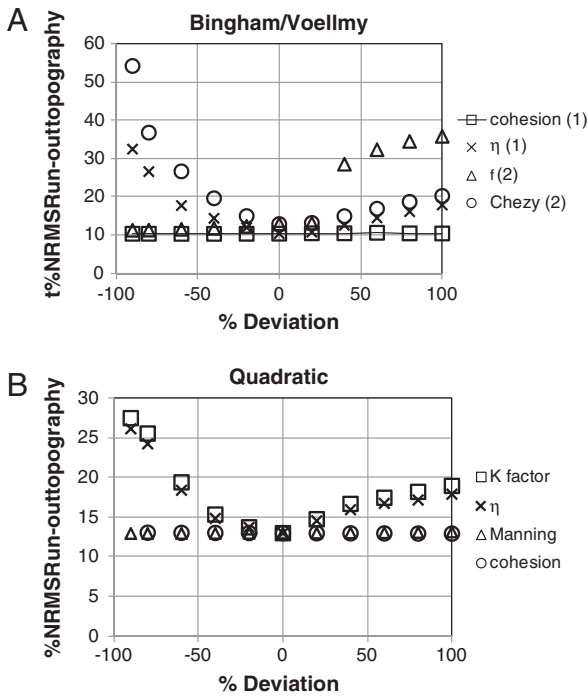 A
Bingham/Voellmy
t%NRMSRun-outtopography
60
50
40
30
20
10
0
-100
-50
0
50
100
% Deviation
cohesion (1)
η (1)
f (2)
Chezy (2)
B
Quadratic
%NRMSRun-outtopography
30
25
20
15
10
5
0
-100
-50
0
50
100
% Deviation
K factor
η
Manning
cohesion